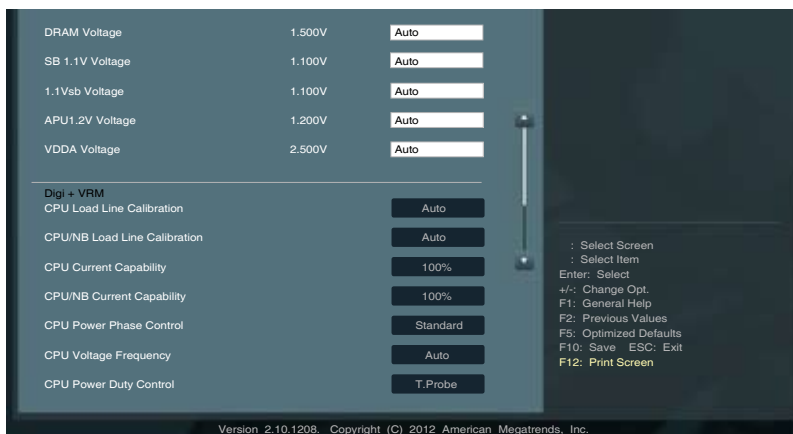 DRAM Voltage 1.500V Auto
SB 1.1V Voltage 1.100V Auto
1.1Vsb Voltage 1.100V Auto
APU1.2V Voltage 1.200V Auto
VDDA Voltage 2.500V Auto
Digi + VRM
CPU Load Line Calibration Auto
CPU/NB Load Line Calibration Auto
CPU Current Capability 100%
CPU/NB Current Capability 100%
CPU Power Phase Control Standard
CPU Voltage Frequency Auto
CPU Power Duty Control T.Probe
: Select Screen
: Select Item
Enter: Select
+/-: Change Opt.
F1: General Help
F2: Previous Values
F5: Optimized Defaults
F10: Save ESC: Exit
F12: Print Screen
Version 2.10.1208. Copyright (C) 2012 American Megatrends, Inc.